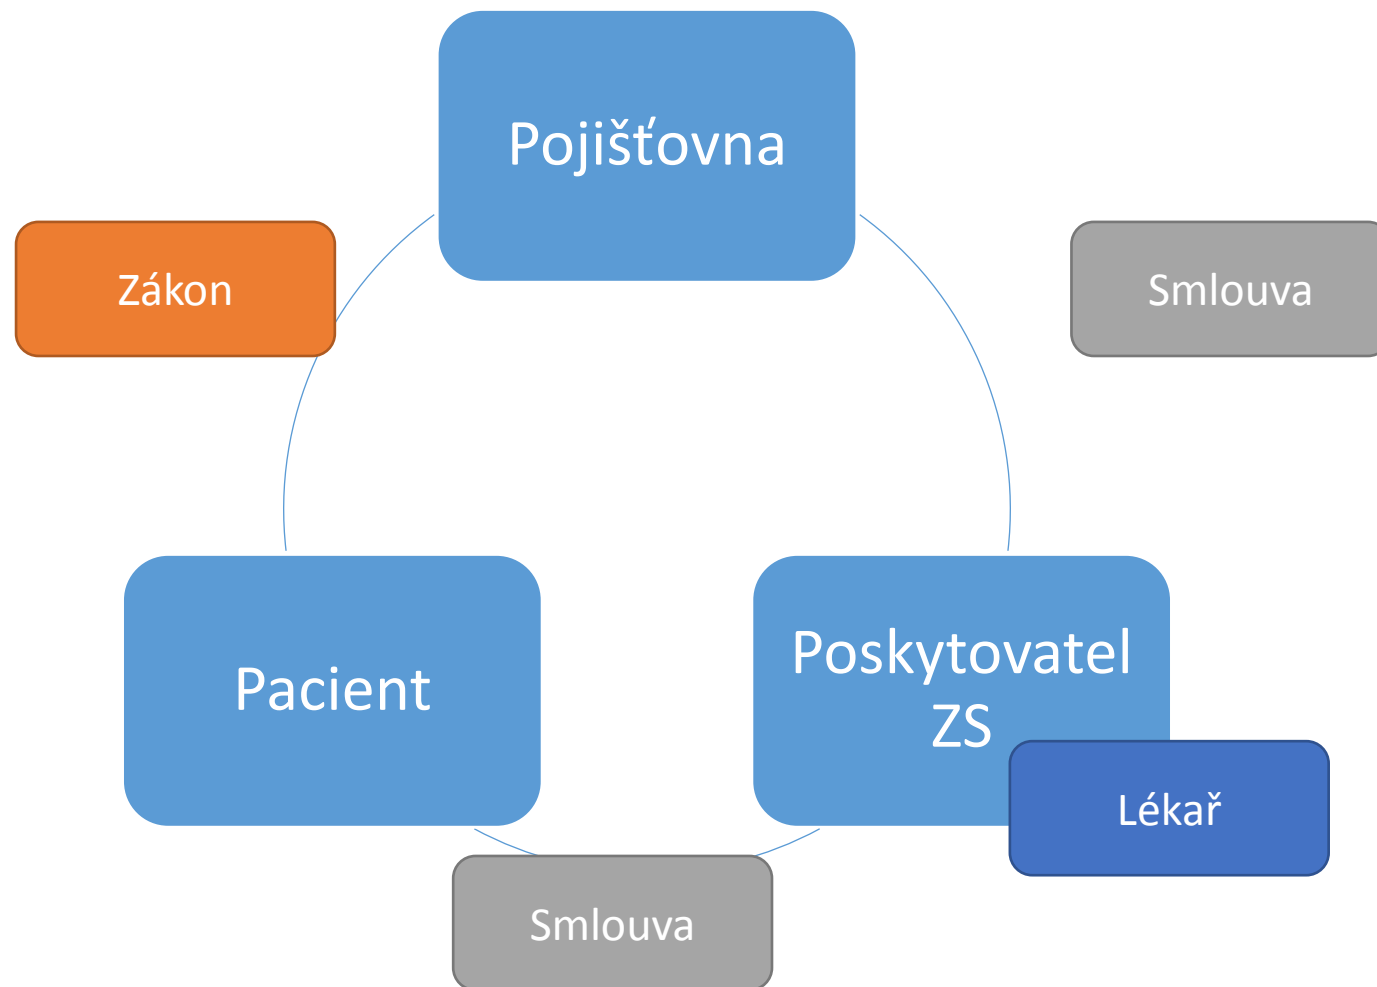 Pojišťovna
Zákon
Smlouva
Pacient
Poskytovatel
ZS
Lékař
Smlouva